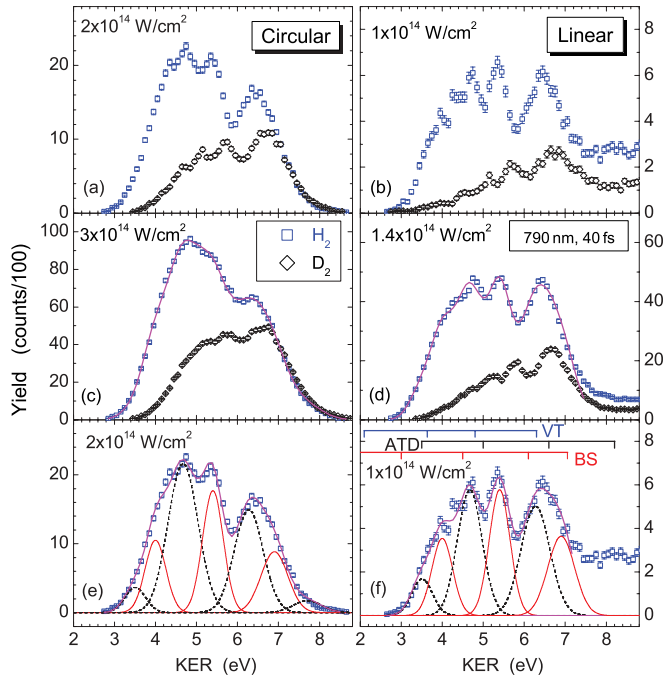 2x10¹⁴ W/cm²
Circular
20
10
0
(a)
1x10¹⁴ W/cm²
Linear
8
6
4
2
0
(b)
Yield (counts/100)
3x10¹⁴ W/cm²
H₂
D₂
100
80
60
40
20
0
(c)
1.4x10¹⁴ W/cm²
790 nm, 40 fs
60
40
20
0
(d)
2x10¹⁴ W/cm²
30
20
10
0
(e)
2 3 4 5 6 7 8
KER (eV)
VT
ATD
BS
1x10¹⁴ W/cm²
8
6
4
2
0
(f)
2 3 4 5 6 7 8
KER (eV)